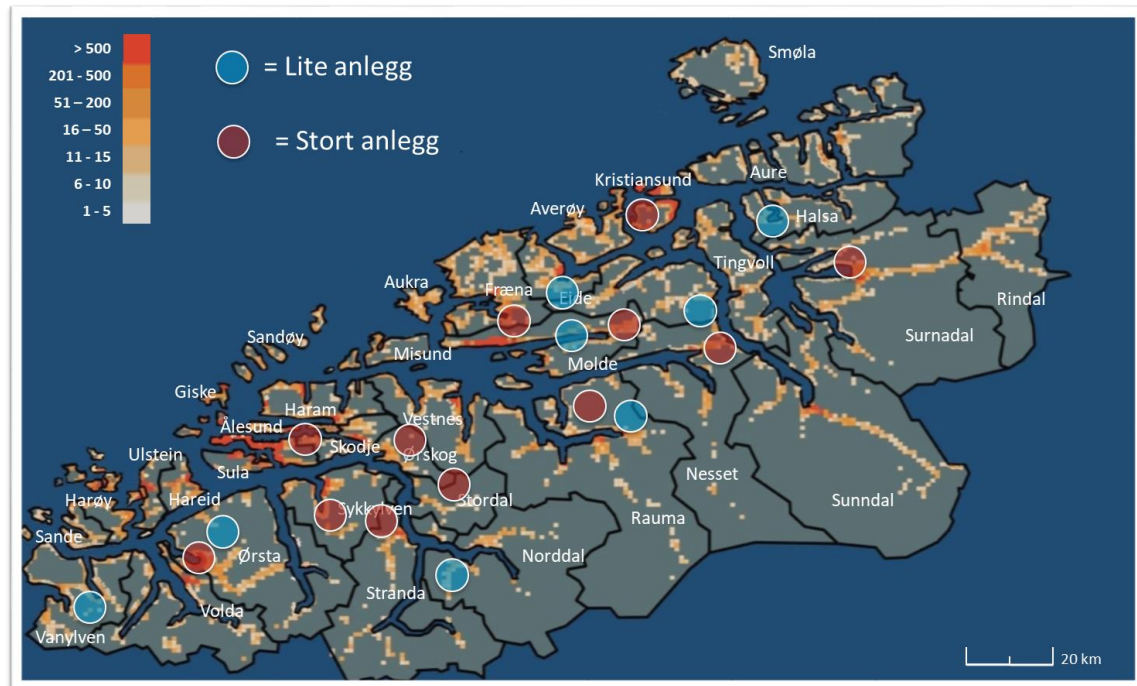 > 500
201 - 500
51 – 200
16 – 50
11 - 15
6 - 10
1 - 5
= Lite anlegg
= Stort anlegg
Smøla
Aure
Kristiansund
Averøy
Halsa
Tingvoll
Aukra
Fræna
Eide
Rindal
Surnadal
Sandøy
Misund
Molde
Giske
Haram
Ålesund
Vestnes
Skodje
Ørskog
Ulstein
Sula
Nesset
Harøy
Hareid
Stordal
Sunndal
Sykkylven
Rauma
Sande
Ørsta
Norddal
Stranda
Volda
Vanylven
20 km